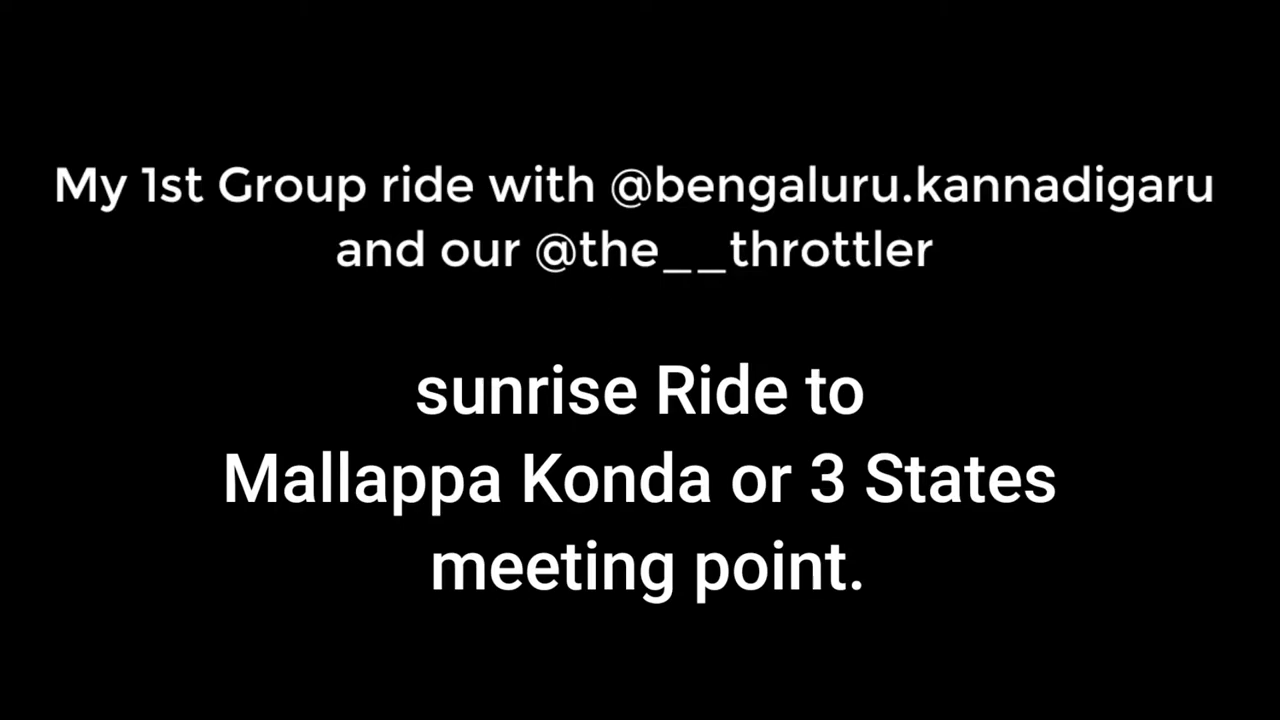 My 1st Group ride with @bengaluru.kannadigaru
and our @the__throttler
sunrise Ride to
Mallappa Konda or 3 States
meeting point.